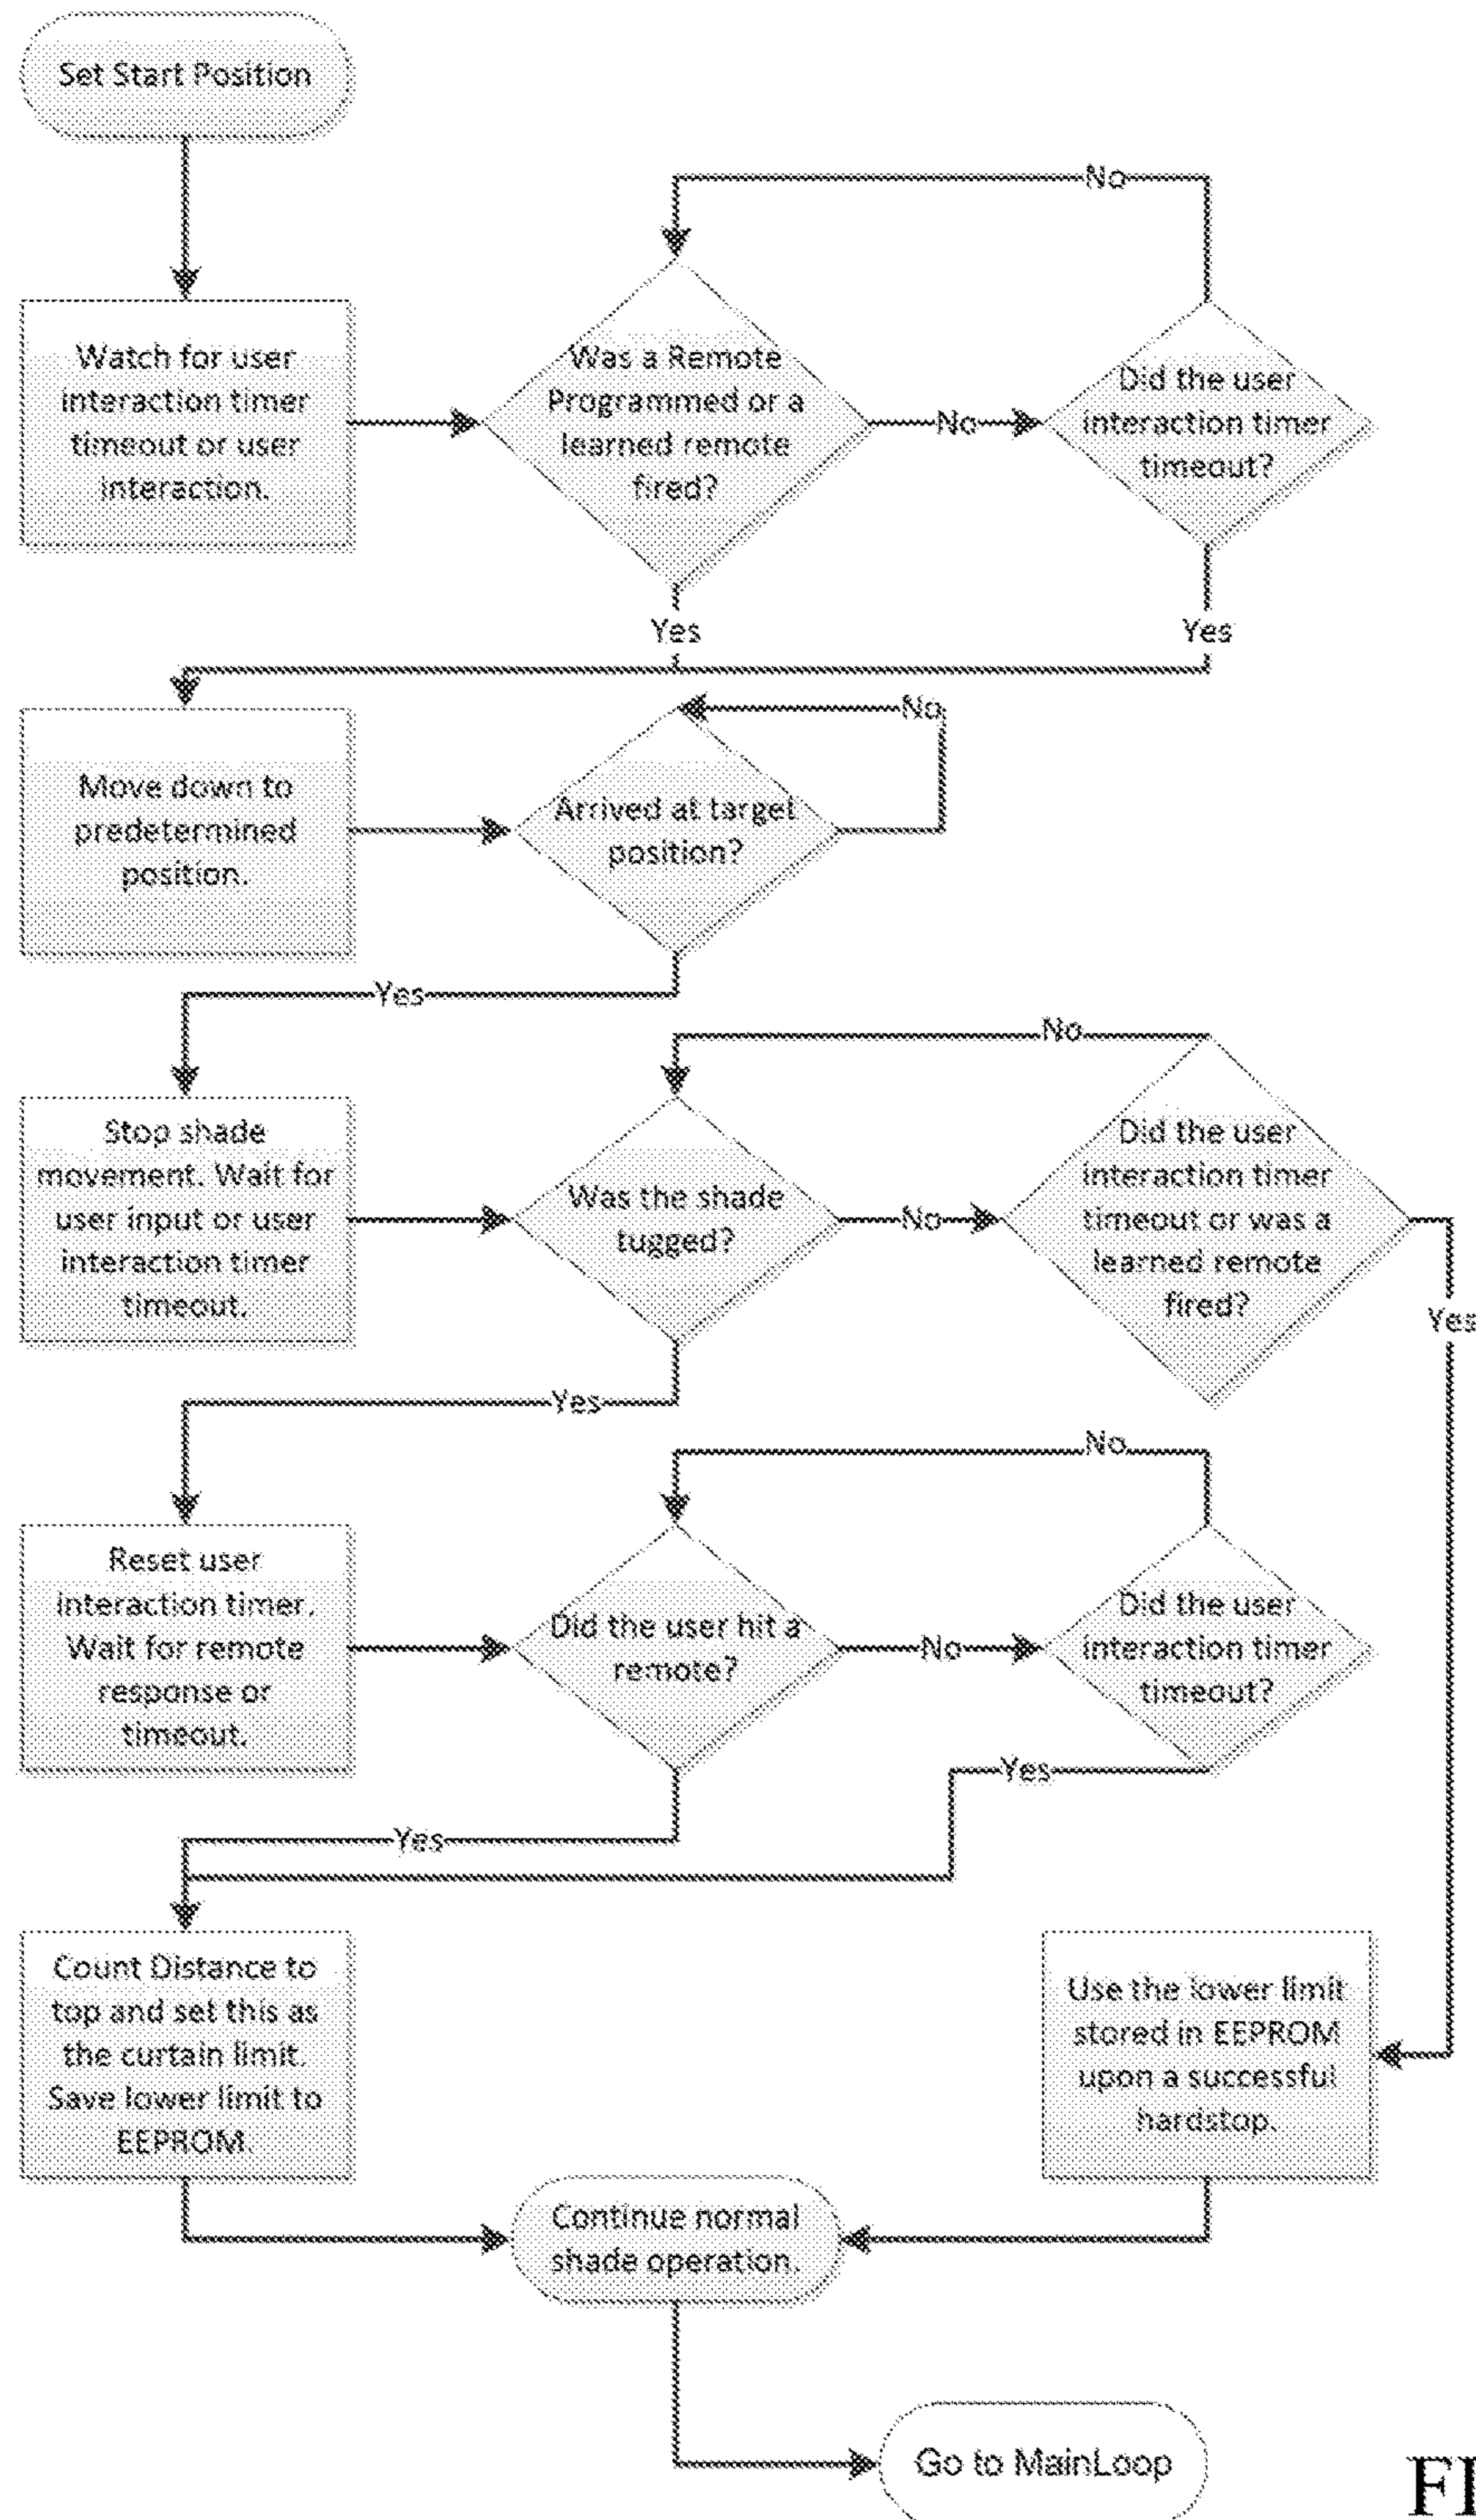 Set Start Position
No
Watch for user
interaction timer
timeout or user
interaction.
Was a Remote
Programmed or a
learned remote
fired?
No
Did the user
interaction timer
timeout?
Yes
Yes
No
Move down to
predetermined
position.
Arrived at target
position?
Yes
No
Stop shade
movement. Wait for
user input or user
interaction timer
timeout.
Was the shade
tugged?
No
Did the user
interaction timer
timeout or was a
learned remote
fired?
Yes
Yes
No
Reset user
interaction timer.
Wait for remote
response or
timeout.
Did the user hit a
remote?
No
Did the user
interaction timer
timeout?
Yes
Yes
Count Distance to
top and set this as
the curtain limit.
Save lower limit to
EEPROM.
Use the lower limit
stored in EEPROM
upon a successful
hardstop.
Continue normal
shade operation.
Go to MainLoop
FI